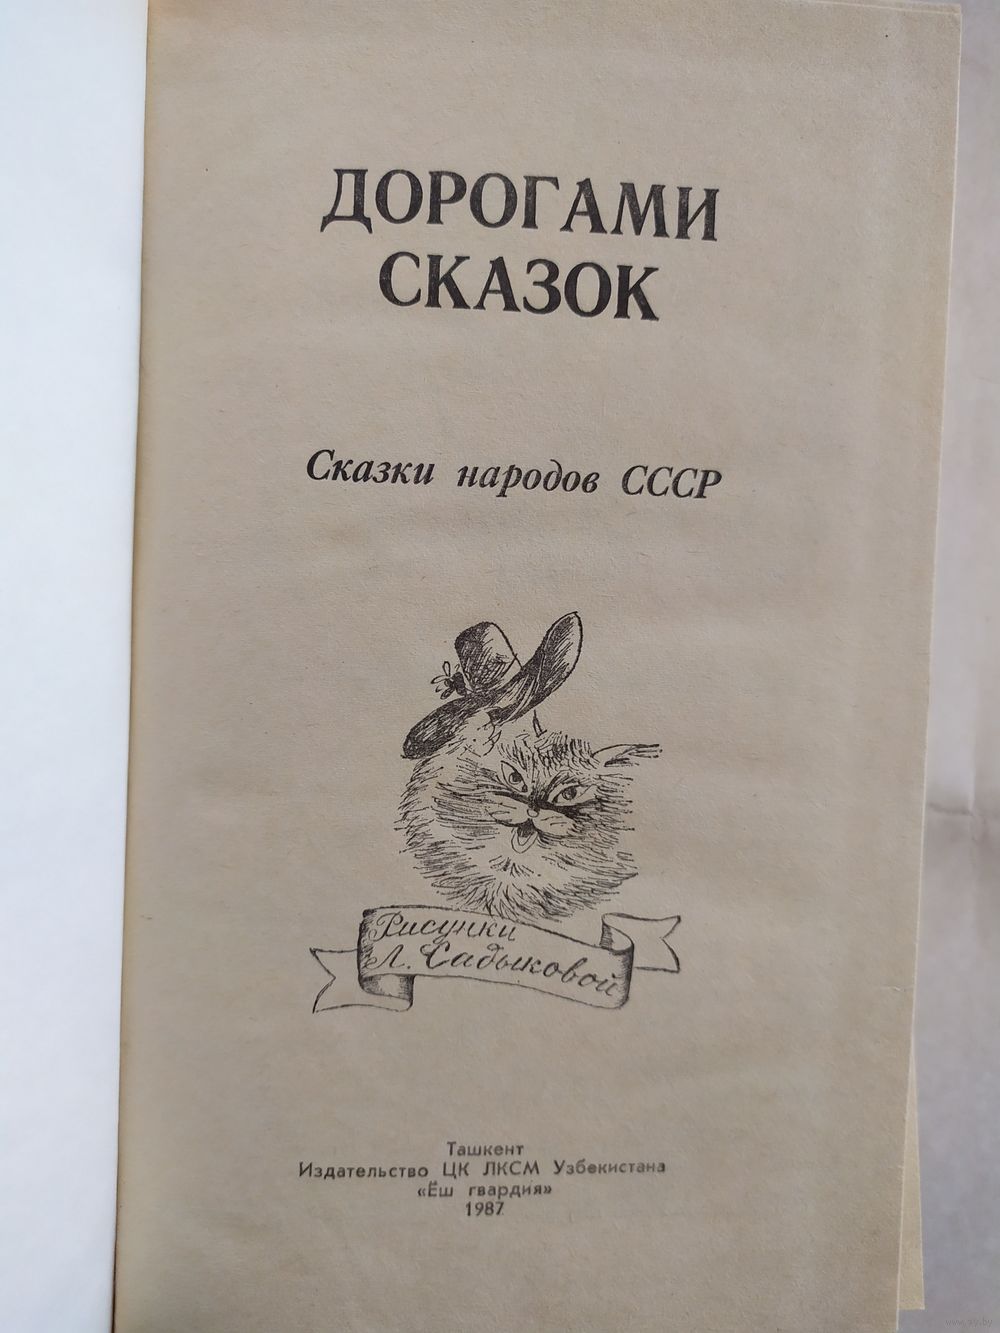 ДОРОГАМИ
СКАЗОК
Сказки народов СССР
Рисунки
Л. Садыковой
Ташкент
Издательство ЦК ЛКСМ Узбекистана
«Ёш гвардия»
1987